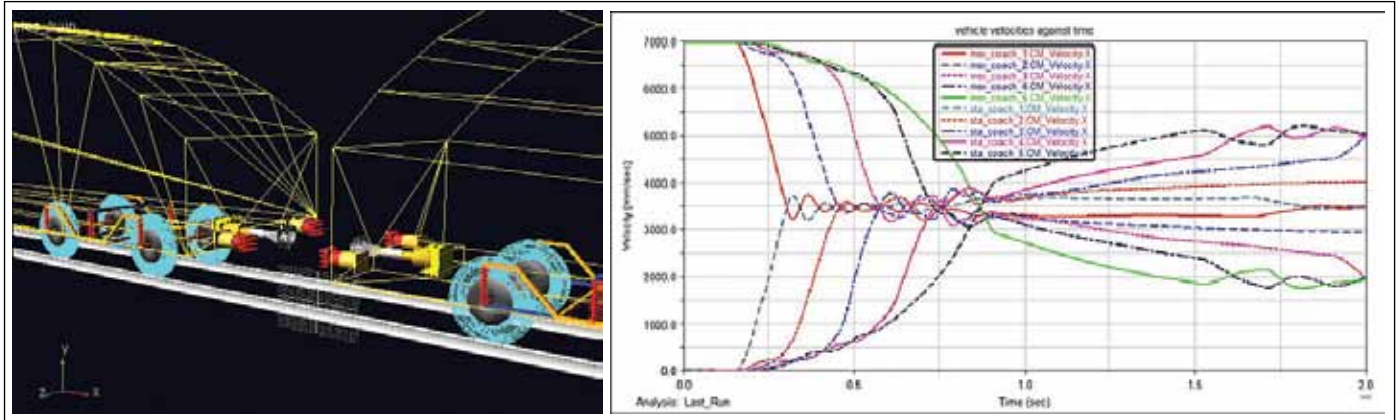 Y
Z
X
vehicle velocities against time
7000.0
6000.0
5000.0
4000.0
3000.0
2000.0
1000.0
0.0
Velocity [mm/sec]
mov_coach_1.CM_Velocity.X
mov_coach_2.CM_Velocity.X
mov_coach_3.CM_Velocity.X
mov_coach_4.CM_Velocity.X
mov_coach_5.CM_Velocity.X
sta_coach_1.CM_Velocity.X
sta_coach_2.CM_Velocity.X
sta_coach_3.CM_Velocity.X
sta_coach_4.CM_Velocity.X
sta_coach_5.CM_Velocity.X
0.0 0.5 1.0 1.5 2.0
Analysis: Last_Run Time (sec)